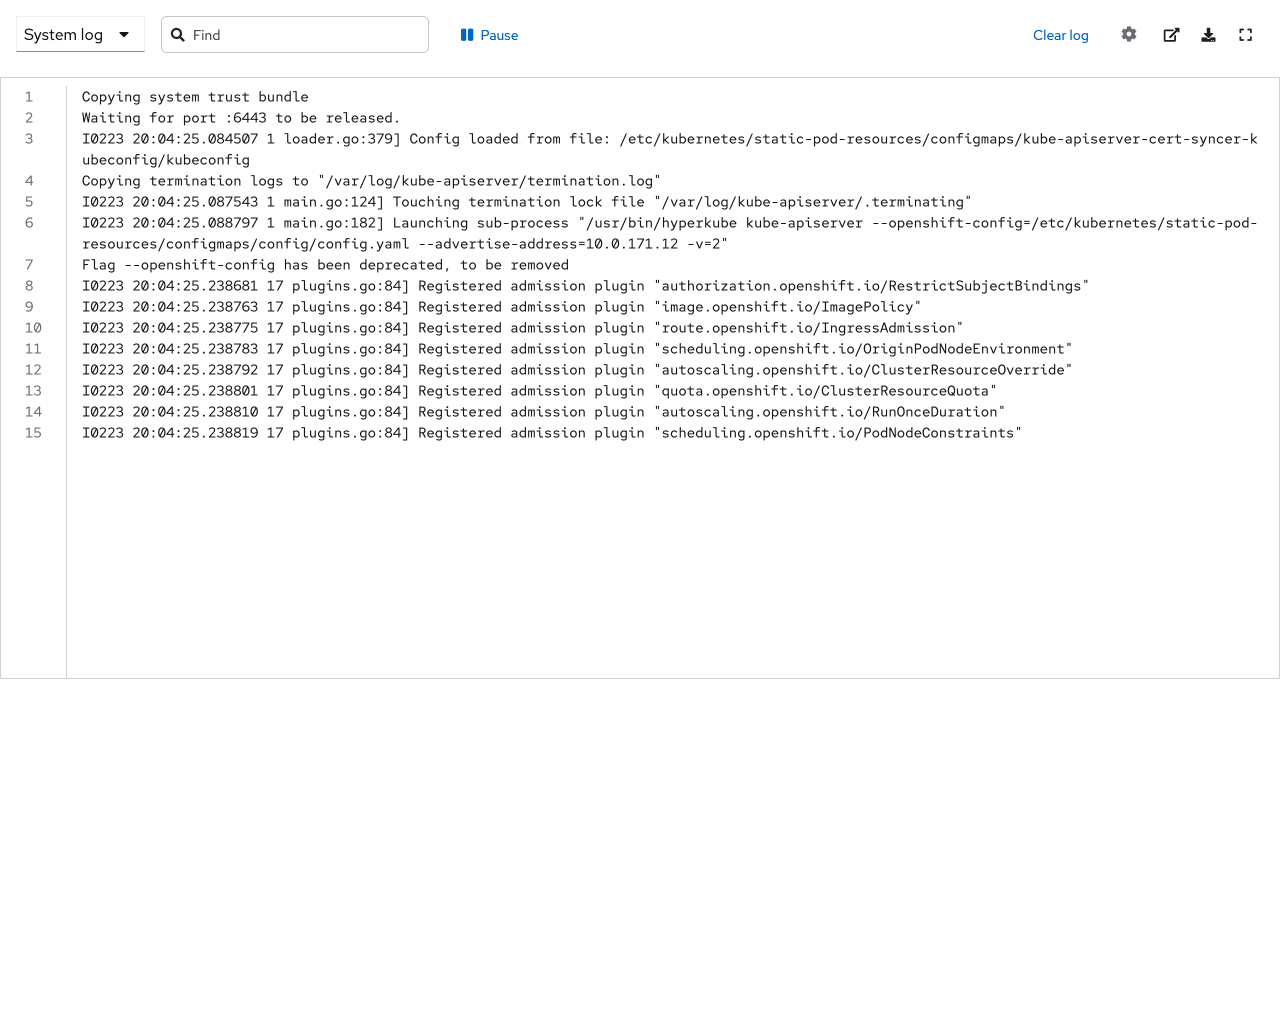 System log
Find
Pause
Clear log
1 Copying system trust bundle
2 Waiting for port :6443 to be released.
3 I0223 20:04:25.084507 1 loader.go:379] Config loaded from file: /etc/kubernetes/static-pod-resources/configmaps/kube-apiserver-cert-syncer-k
ubeconfig/kubeconfig
4 Copying termination logs to "/var/log/kube-apiserver/termination.log"
5 I0223 20:04:25.087543 1 main.go:124] Touching termination lock file "/var/log/kube-apiserver/.terminating"
6 I0223 20:04:25.088797 1 main.go:182] Launching sub-process "/usr/bin/hyperkube kube-apiserver --openshift-config=/etc/kubernetes/static-pod-
resources/configmaps/config/config.yaml --advertise-address=10.0.171.12 -v=2"
7 Flag --openshift-config has been deprecated, to be removed
8 I0223 20:04:25.238681 17 plugins.go:84] Registered admission plugin "authorization.openshift.io/RestrictSubjectBindings"
9 I0223 20:04:25.238763 17 plugins.go:84] Registered admission plugin "image.openshift.io/ImagePolicy"
10 I0223 20:04:25.238775 17 plugins.go:84] Registered admission plugin "route.openshift.io/IngressAdmission"
11 I0223 20:04:25.238783 17 plugins.go:84] Registered admission plugin "scheduling.openshift.io/OriginPodNodeEnvironment"
12 I0223 20:04:25.238792 17 plugins.go:84] Registered admission plugin "autoscaling.openshift.io/ClusterResourceOverride"
13 I0223 20:04:25.238801 17 plugins.go:84] Registered admission plugin "quota.openshift.io/ClusterResourceQuota"
14 I0223 20:04:25.238810 17 plugins.go:84] Registered admission plugin "autoscaling.openshift.io/RunOnceDuration"
15 I0223 20:04:25.238819 17 plugins.go:84] Registered admission plugin "scheduling.openshift.io/PodNodeConstraints"